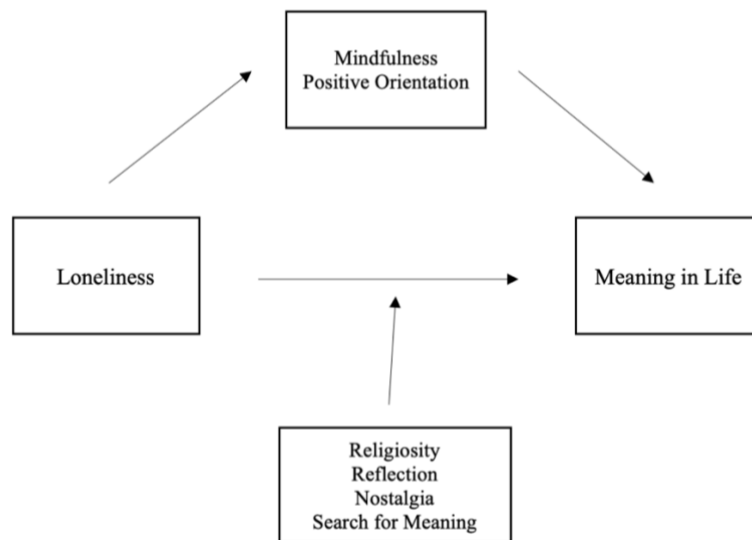 Mindfulness
Positive Orientation
Loneliness
Meaning in Life
Religiosity
Reflection
Nostalgia
Search for Meaning